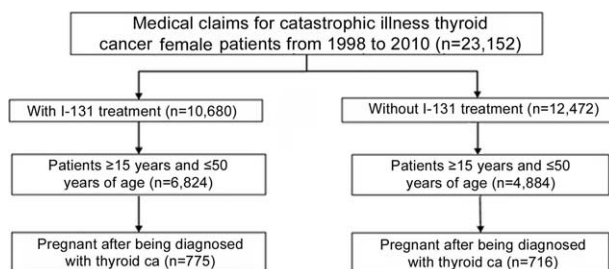 Medical claims for catastrophic illness thyroid
cancer female patients from 1998 to 2010 (n=23,152)
With I-131 treatment (n=10,680)
Without I-131 treatment (n=12,472)
Patients ≥15 years and ≤50
years of age (n=6,824)
Patients ≥15 years and ≤50
years of age (n=4,884)
Pregnant after being diagnosed
with thyroid ca (n=775)
Pregnant after being diagnosed
with thyroid ca (n=716)